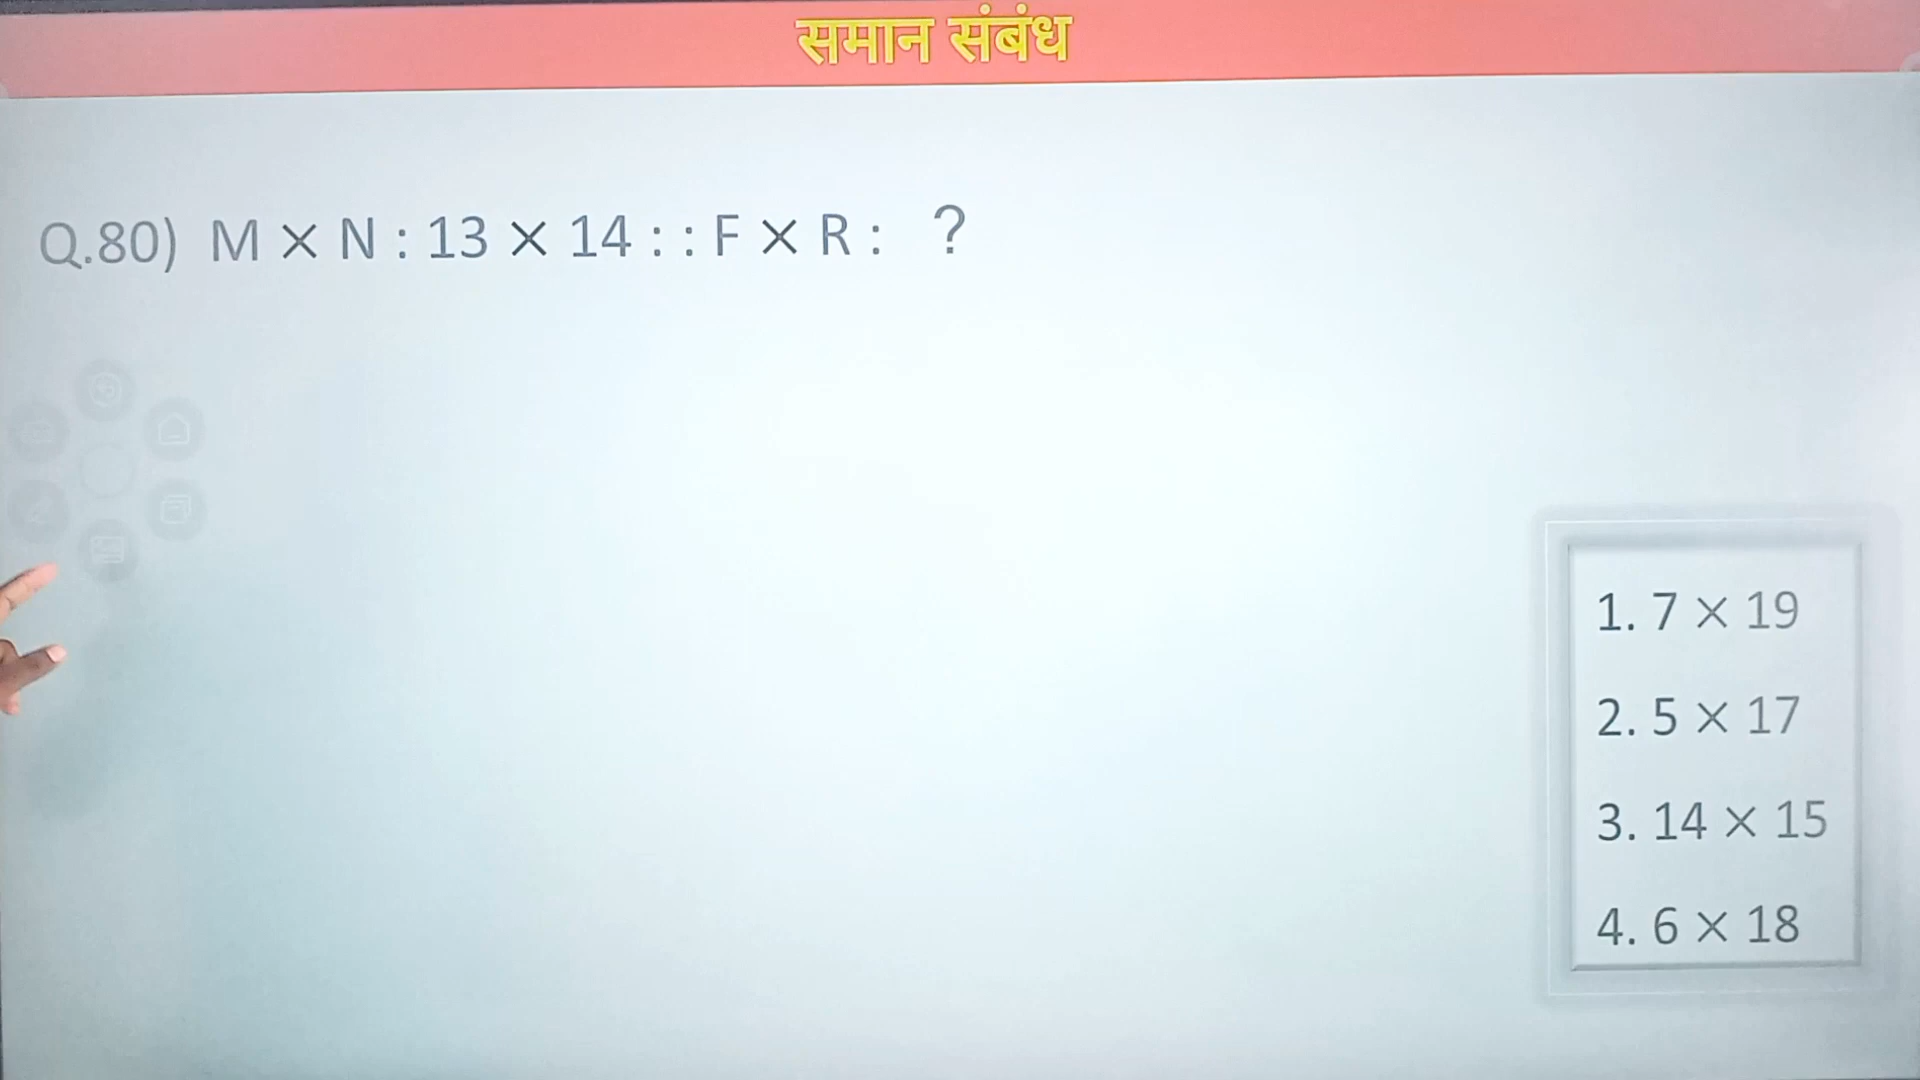 समान संबंध
Q.80) M × N : 13 × 14 : : F × R : ?
1. 7 × 19
2. 5 × 17
3. 14 × 15
4. 6 × 18